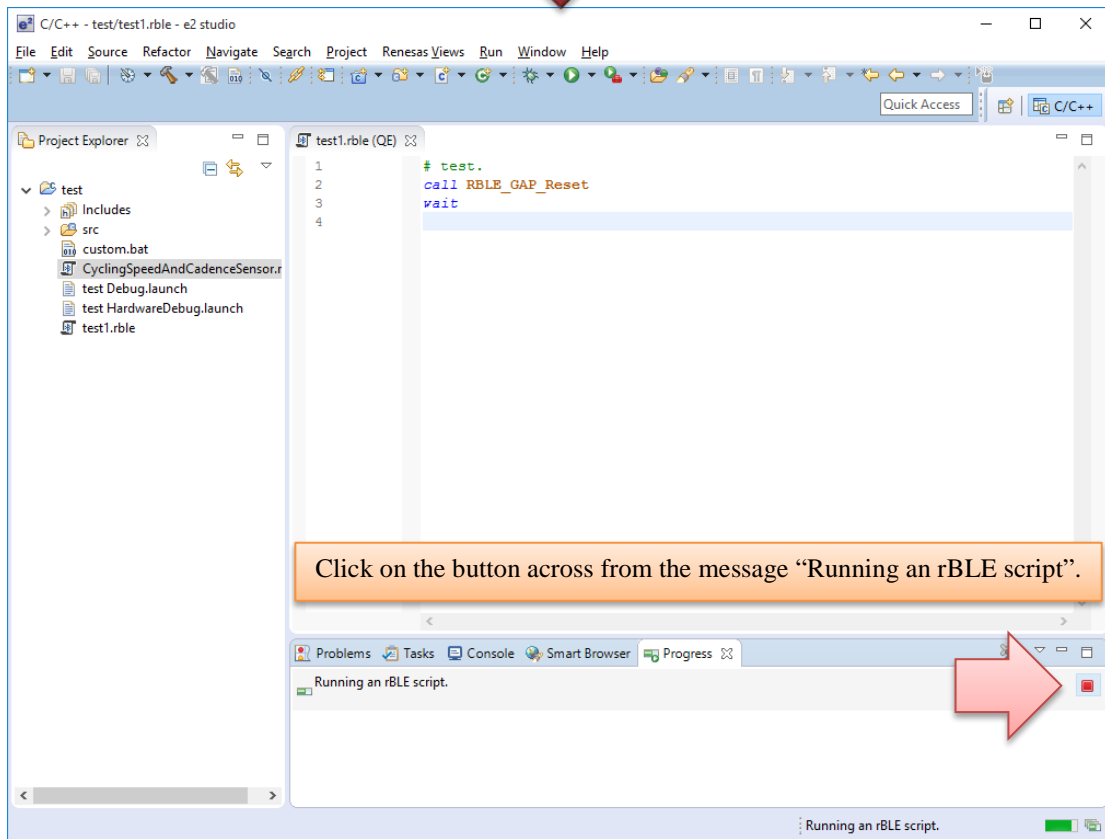 C/C++ - test/test1.rble - e2 studio
File Edit Source Refactor Navigate Search Project Renesas Views Run Window Help
Quick Access
C/C++
Project Explorer
test
Includes
src
custom.bat
CyclingSpeedAndCadenceSensor.r
test Debug.launch
test HardwareDebug.launch
test1.rble
test1.rble (QE)
1 # test.
2 call RBLE_GAP_Reset
3 wait
4
Click on the button across from the message “Running an rBLE script”.
Problems Tasks Console Smart Browser Progress
Running an rBLE script.
Running an rBLE script.